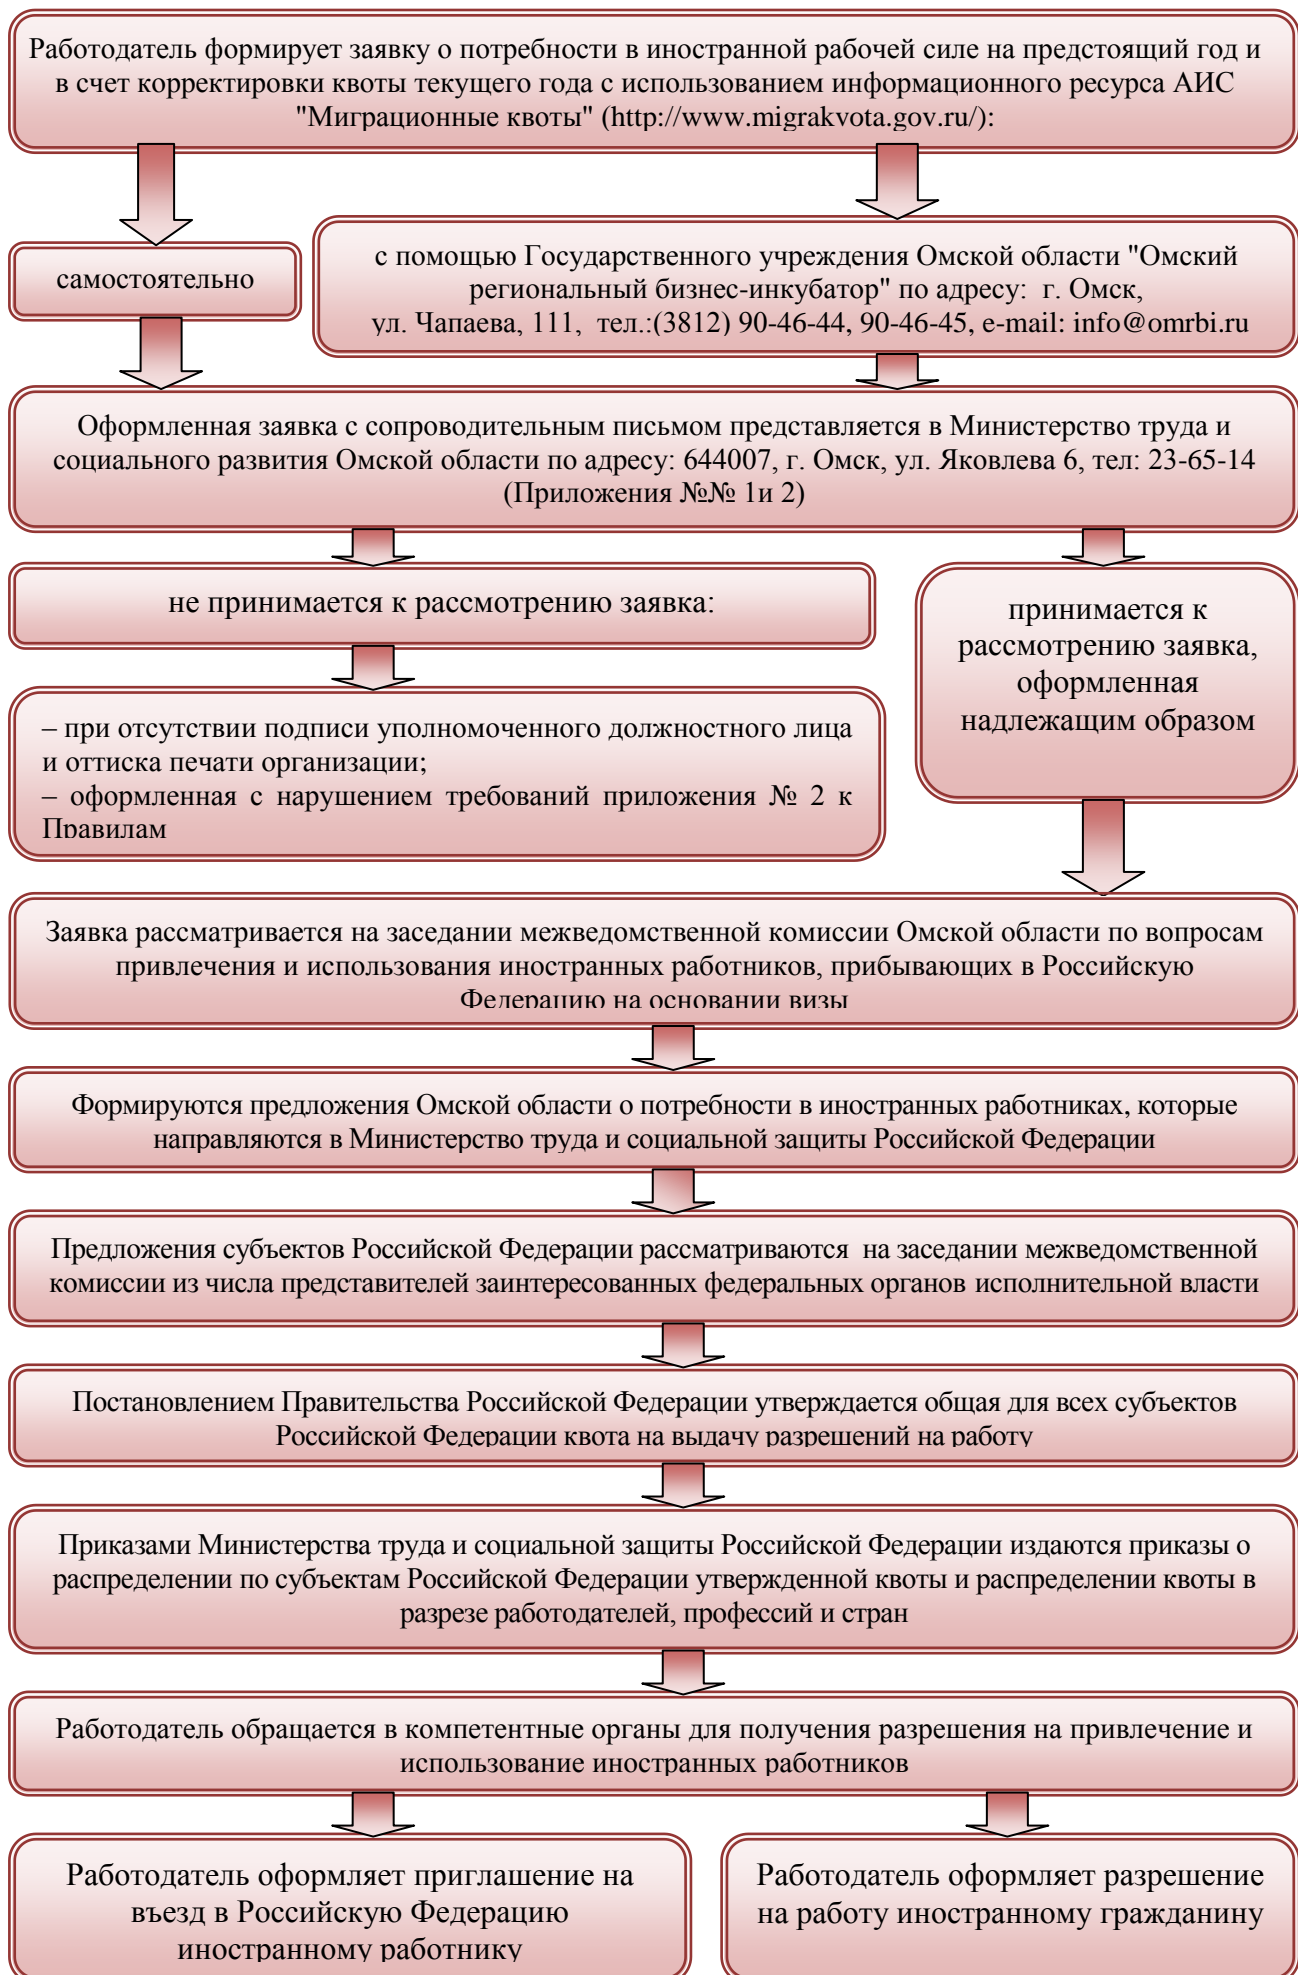 Работодатель формирует заявку о потребности в иностранной рабочей силе на предстоящий год и
в счет корректировки квоты текущего года с использованием информационного ресурса АИС
"Миграционные квоты" (http://www.migrakvota.gov.ru/):
самостоятельно
с помощью Государственного учреждения Омской области "Омский
региональный бизнес-инкубатор" по адресу: г. Омск,
ул. Чапаева, 111, тел.:(3812) 90-46-44, 90-46-45, e-mail: info@omrbi.ru
Оформленная заявка с сопроводительным письмом представляется в Министерство труда и
социального развития Омской области по адресу: 644007, г. Омск, ул. Яковлева 6, тел: 23-65-14
(Приложения №№ 1и 2)
не принимается к рассмотрению заявка:
– при отсутствии подписи уполномоченного должностного лица
и оттиска печати организации;
– оформленная с нарушением требований приложения № 2 к
Правилам
принимается к
рассмотрению заявка,
оформленная
надлежащим образом
Заявка рассматривается на заседании межведомственной комиссии Омской области по вопросам
привлечения и использования иностранных работников, прибывающих в Российскую
Федерацию на основании визы
Формируются предложения Омской области о потребности в иностранных работниках, которые
направляются в Министерство труда и социальной защиты Российской Федерации
Предложения субъектов Российской Федерации рассматриваются на заседании межведомственной
комиссии из числа представителей заинтересованных федеральных органов исполнительной власти
Постановлением Правительства Российской Федерации утверждается общая для всех субъектов
Российской Федерации квота на выдачу разрешений на работу
Приказами Министерства труда и социальной защиты Российской Федерации издаются приказы о
распределении по субъектам Российской Федерации утвержденной квоты и распределении квоты в
разрезе работодателей, профессий и стран
Работодатель обращается в компетентные органы для получения разрешения на привлечение и
использование иностранных работников
Работодатель оформляет приглашение на
въезд в Российскую Федерацию
иностранному работнику
Работодатель оформляет разрешение
на работу иностранному гражданину